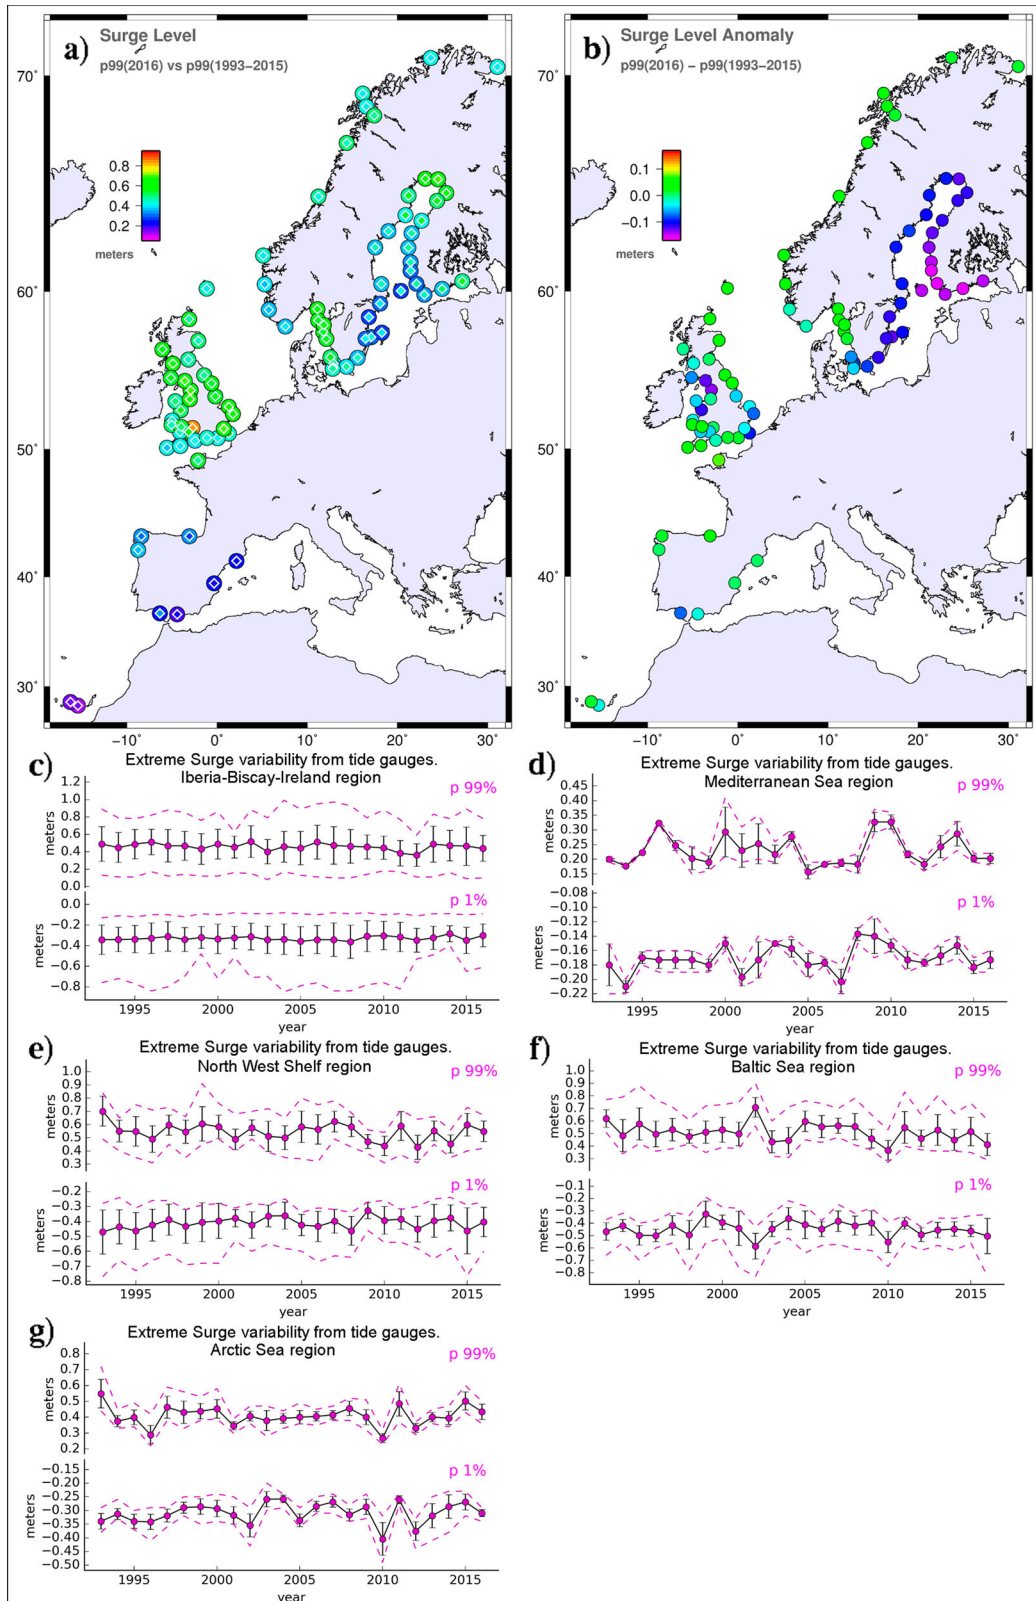 a)
Surge Level
p99(2016) vs p99(1993−2015)
0.8
0.6
0.4
0.2
meters
70°
60°
50°
40°
30°
−10° 0° 10° 20° 30°
b)
Surge Level Anomaly
p99(2016) − p99(1993−2015)
0.1
0.0
−0.1
meters
70°
60°
50°
40°
30°
−10° 0° 10° 20° 30°
c)
Extreme Surge variability from tide gauges.
Iberia-Biscay-Ireland region
p 99%
1.2
1.0
0.8
0.6
0.4
0.2
0.0
meters
p 1%
0.0
−0.2
−0.4
−0.6
−0.8
meters
1995 2000 2005 2010 2015
year
d)
Extreme Surge variability from tide gauges.
Mediterranean Sea region
p 99%
0.45
0.40
0.35
0.30
0.25
0.20
0.15
meters
p 1%
−0.08
−0.10
−0.12
−0.14
−0.16
−0.18
−0.20
−0.22
meters
1995 2000 2005 2010 2015
year
e)
Extreme Surge variability from tide gauges.
North West Shelf region
p 99%
1.0
0.9
0.8
0.7
0.6
0.5
0.4
0.3
meters
p 1%
−0.2
−0.3
−0.4
−0.5
−0.6
−0.7
−0.8
meters
1995 2000 2005 2010 2015
year
f)
Extreme Surge variability from tide gauges.
Baltic Sea region
p 99%
1.0
0.9
0.8
0.7
0.6
0.5
0.4
0.3
meters
p 1%
−0.1
−0.2
−0.3
−0.4
−0.5
−0.6
−0.7
−0.8
meters
1995 2000 2005 2010 2015
year
g)
Extreme Surge variability from tide gauges.
Arctic Sea region
p 99%
0.8
0.7
0.6
0.5
0.4
0.3
0.2
meters
p 1%
−0.15
−0.20
−0.25
−0.30
−0.35
−0.40
−0.45
−0.50
meters
1995 2000 2005 2010 2015
year